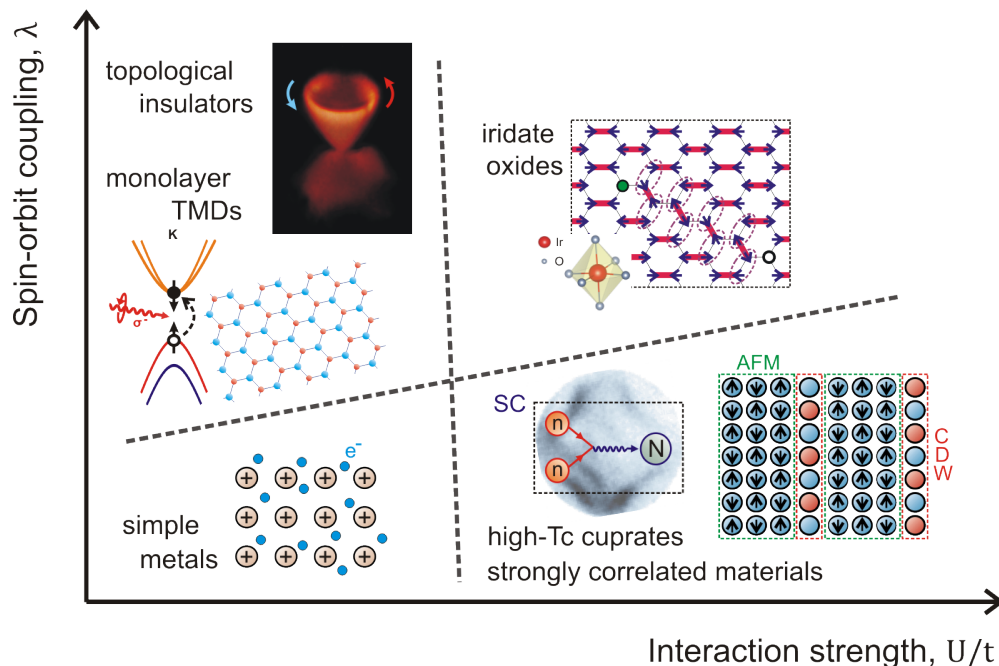 Spin-orbit coupling, λ
topological
insulators
monolayer
TMDs
K
σ-
iridate
oxides
Ir
O
simple
metals
e-
+ + + +
+ + + +
+ + + +
SC
n
n
N
high-Tc cuprates
strongly correlated materials
AFM
CDW
Interaction strength, U/t